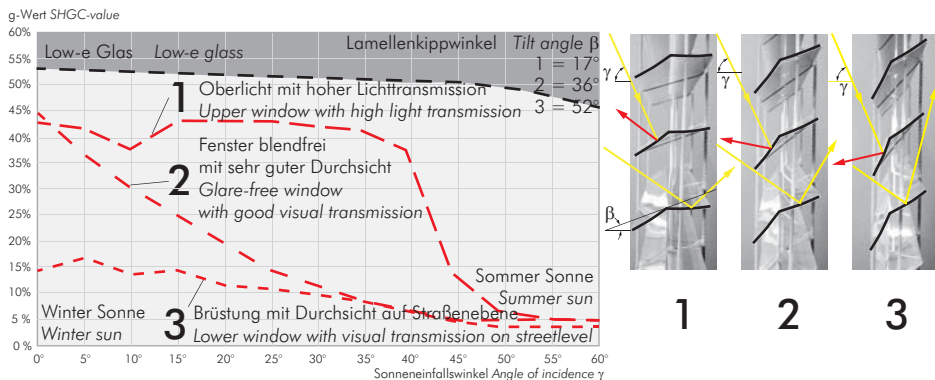 g-Wert SHGC-value
60%
55%
50%
45%
40%
35%
30%
25%
20%
15%
10%
5 %
0 %
Low-e Glas Low-e glass
Lamellenkippwinkel Tilt angle β
1 = 17°
2 = 36°
3 = 52°
1 Oberlicht mit hoher Lichttransmission
Upper window with high light transmission
2 Fenster blendfrei
mit sehr guter Durchsicht
Glare-free window
with good visual transmission
Sommer Sonne
Summer sun
Winter Sonne
Winter sun
3 Brüstung mit Durchsicht auf Straßenebene
Lower window with visual transmission on streetlevel
0° 5° 10° 15° 20° 25° 30° 35° 40° 45° 50° 55° 60°
Sonneneinfallswinkel Angle of incidence γ
γ
β
γ
γ
1 2 3